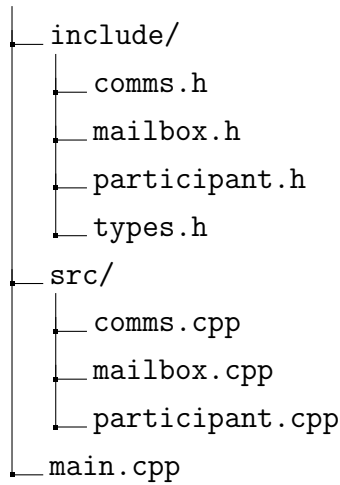 include/
comms.h
mailbox.h
participant.h
types.h
src/
comms.cpp
mailbox.cpp
participant.cpp
main.cpp